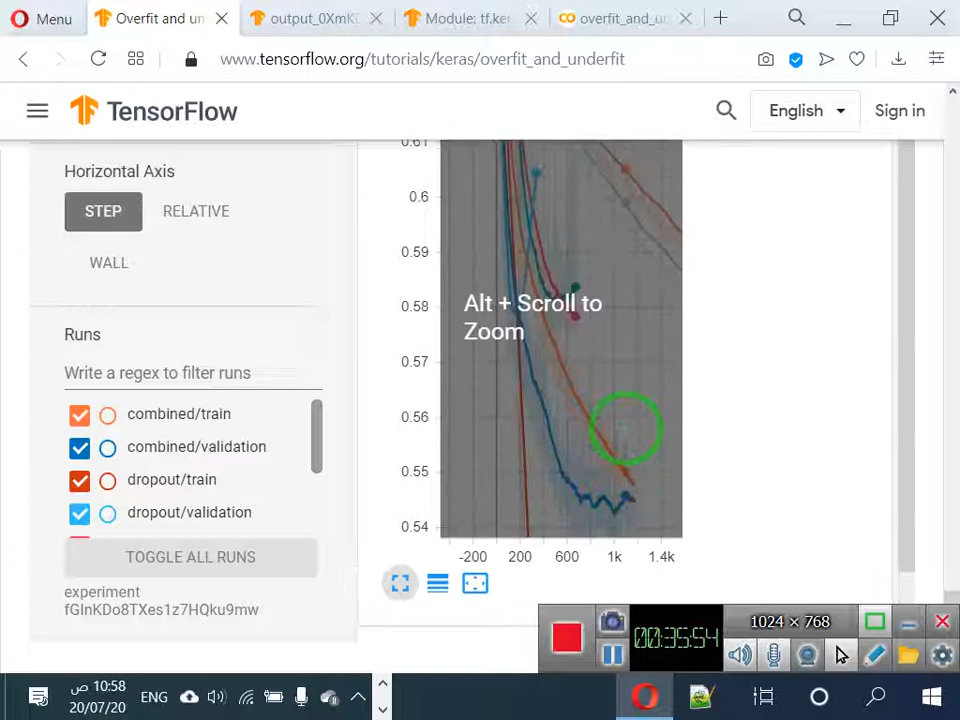 Menu
Overfit and un
output_0XmKD
Module: tf.ker
overfit_and_un
www.tensorflow.org/tutorials/keras/overfit_and_underfit
TensorFlow
English
Sign in
Horizontal Axis
STEP
RELATIVE
WALL
Runs
Write a regex to filter runs
combined/train
combined/validation
dropout/train
dropout/validation
TOGGLE ALL RUNS
experiment
fGInKDo8TXes1z7HQku9mw
0.61
0.6
0.59
0.58
0.57
0.56
0.55
0.54
Alt + Scroll to
Zoom
-200 200 600 1k 1.4k
00:35:54
1024 × 768
10:58 ص
20/07/20
ENG